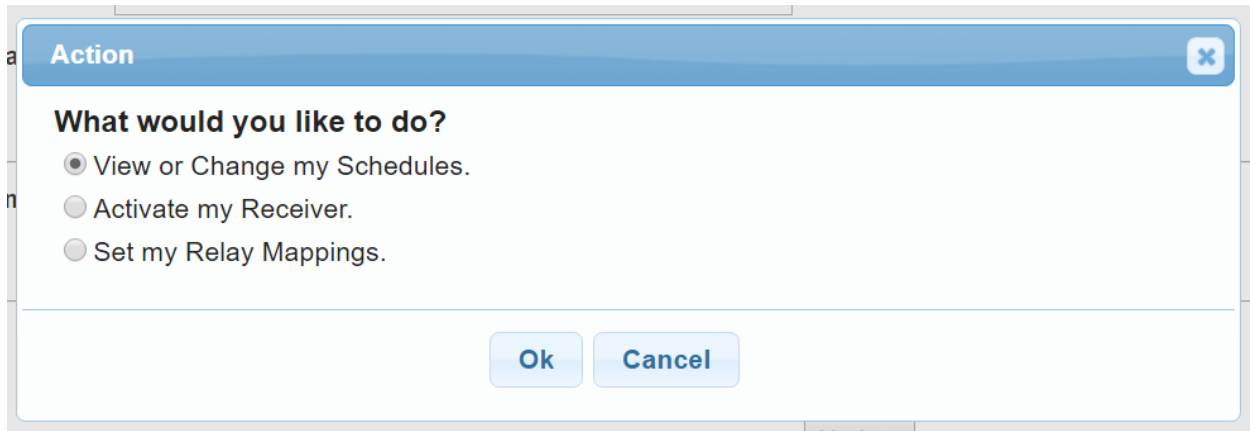 Action
What would you like to do?
View or Change my Schedules.
Activate my Receiver.
Set my Relay Mappings.
Ok
Cancel